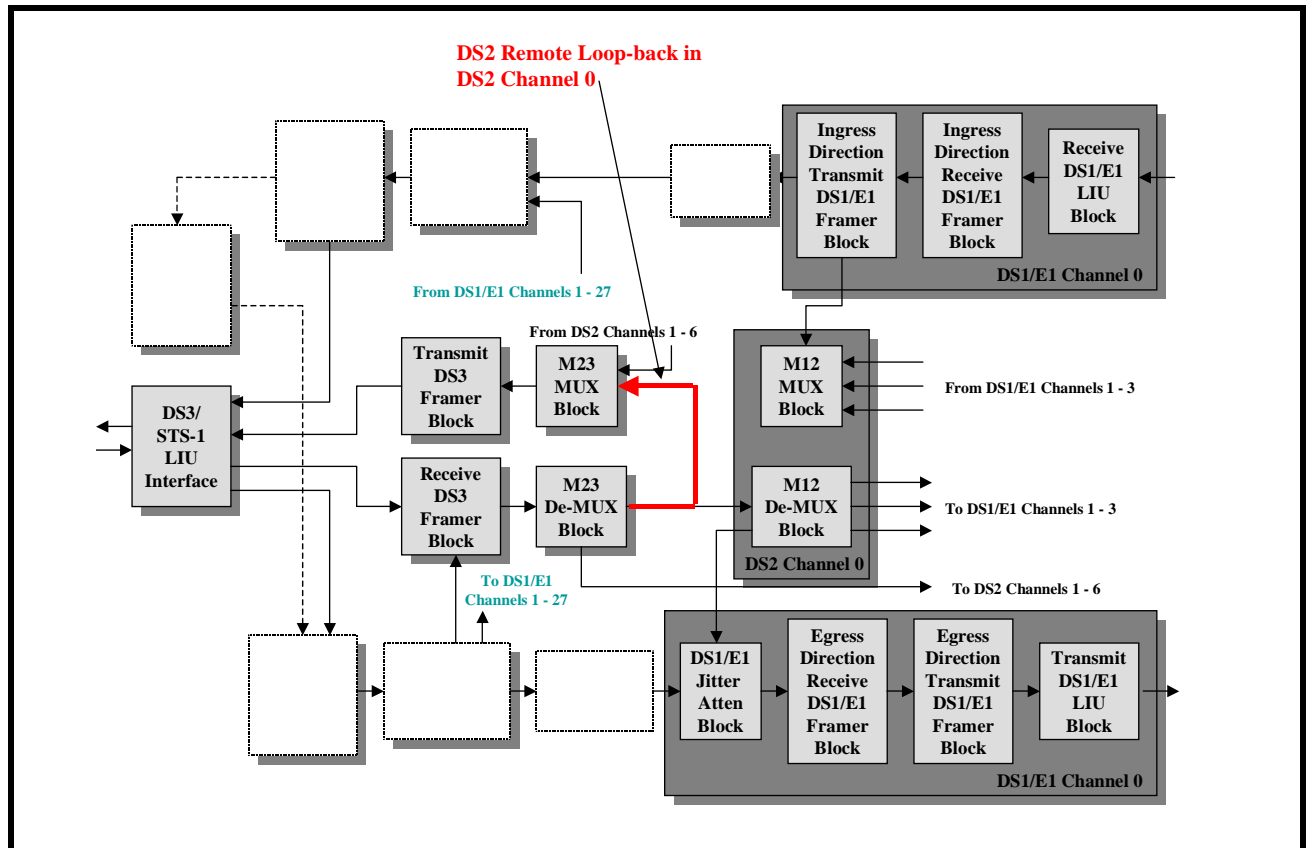 DS2 Remote Loop-back in
DS2 Channel 0
Ingress
Direction
Transmit
DS1/E1
Framer
Block
Ingress
Direction
Receive
DS1/E1
Framer
Block
Receive
DS1/E1
LIU
Block
DS1/E1 Channel 0
From DS1/E1 Channels 1 - 27
From DS2 Channels 1 - 6
Transmit
DS3
Framer
Block
M23
MUX
Block
M12
MUX
Block
From DS1/E1 Channels 1 - 3
DS3/
STS-1
LIU
Interface
Receive
DS3
Framer
Block
M23
De-MUX
Block
M12
De-MUX
Block
To DS1/E1 Channels 1 - 3
DS2 Channel 0
To DS1/E1
Channels 1 - 27
To DS2 Channels 1 - 6
DS1/E1
Jitter
Atten
Block
Egress
Direction
Receive
DS1/E1
Framer
Block
Egress
Direction
Transmit
DS1/E1
Framer
Block
Transmit
DS1/E1
LIU
Block
DS1/E1 Channel 0